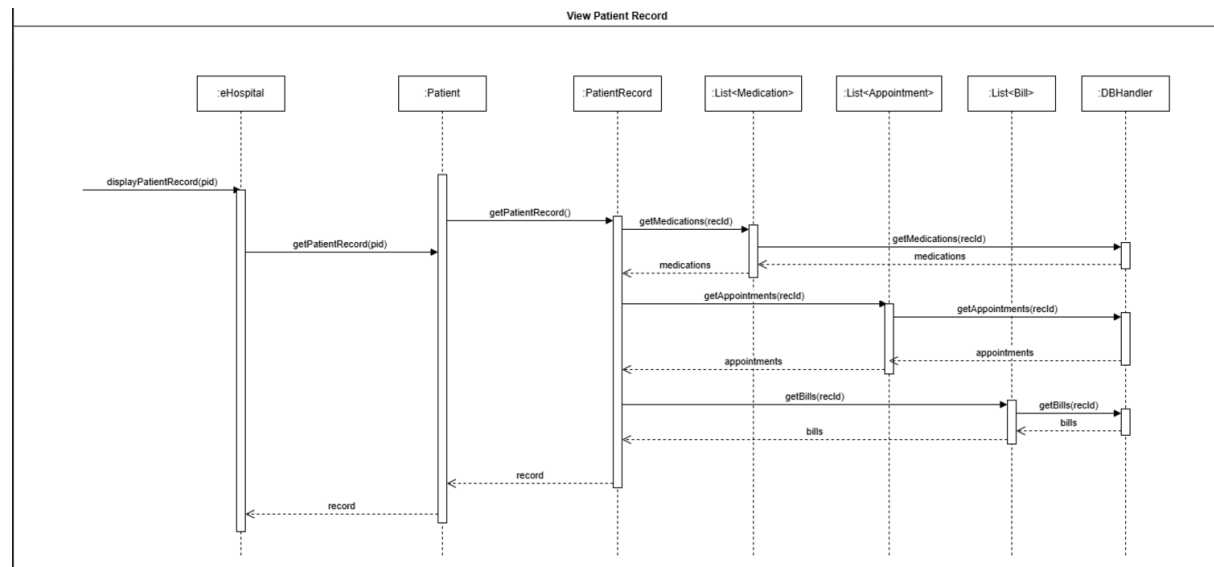 View Patient Record
:eHospital
:Patient
:PatientRecord
:List<Medication>
:List<Appointment>
:List<Bill>
:DBHandler
displayPatientRecord(pid)
getPatientRecord()
getMedications(recId)
getMedications(recId)
getPatientRecord(pid)
medications
medications
getAppointments(recId)
getAppointments(recId)
appointments
appointments
getBills(recId)
getBills(recId)
bills
bills
record
record